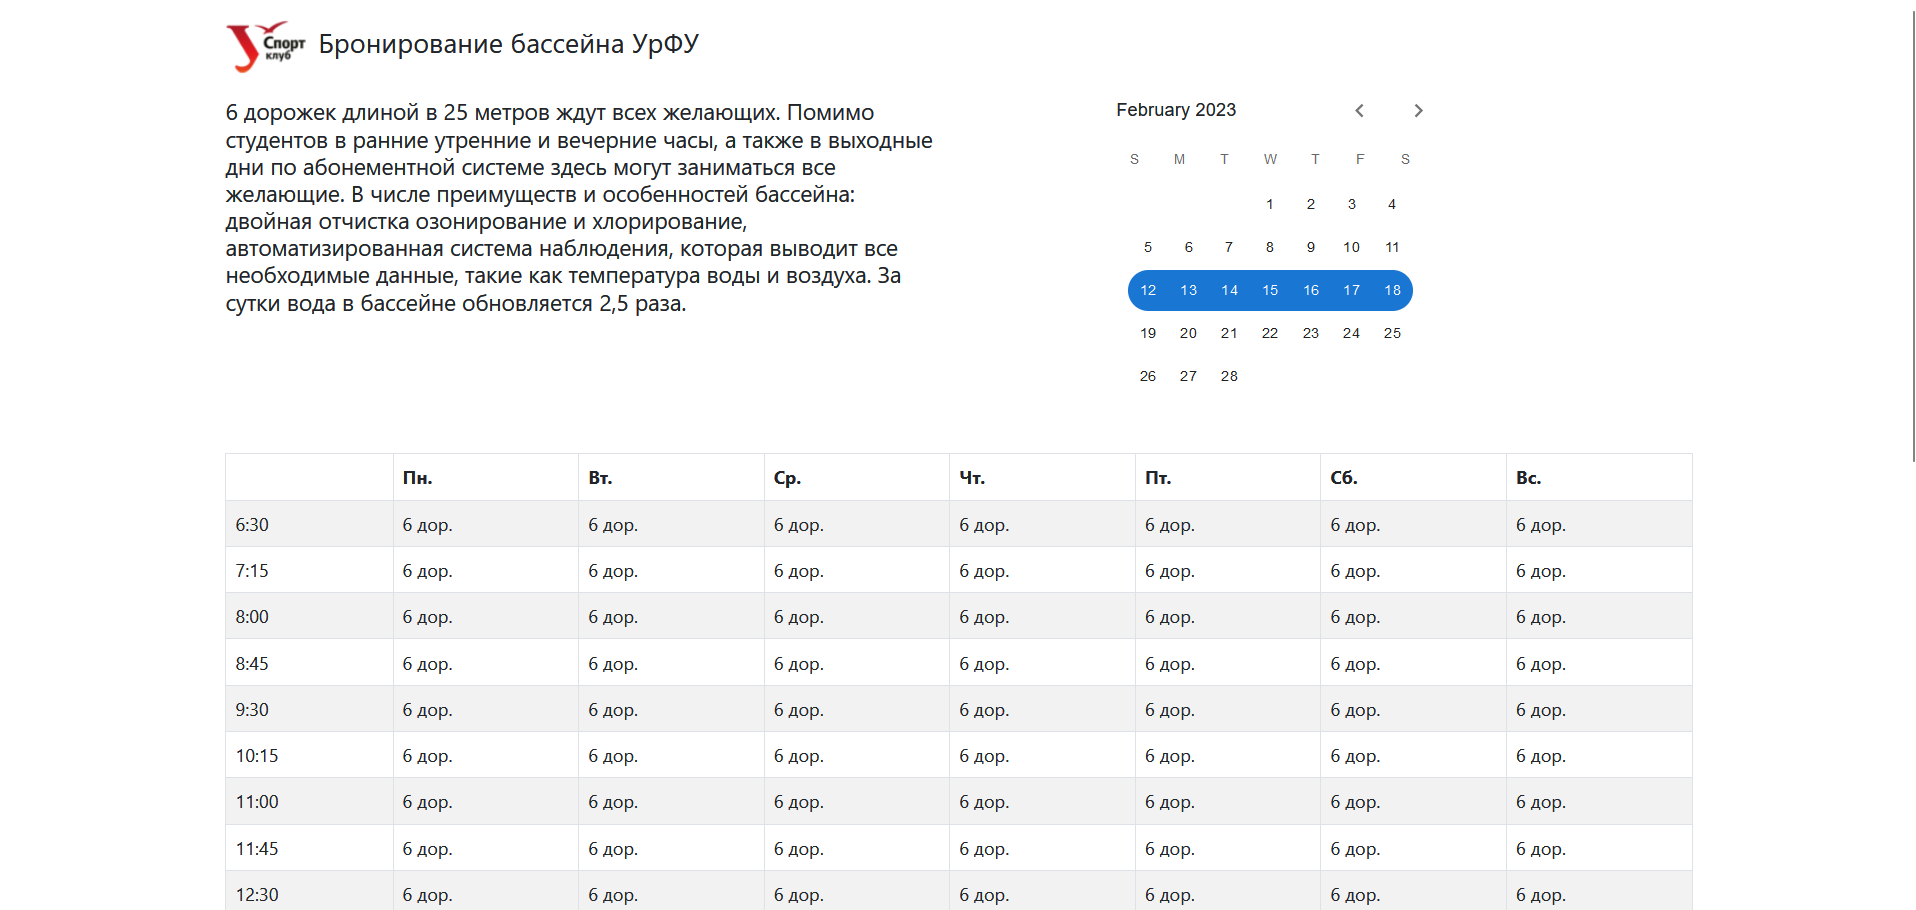 Спорт
клуб
Бронирование бассейна УрФУ
6 дорожек длиной в 25 метров ждут всех желающих. Помимо
студентов в ранние утренние и вечерние часы, а также в выходные
дни по абонементной системе здесь могут заниматься все
желающие. В числе преимуществ и особенностей бассейна:
двойная отчистка озонирование и хлорирование,
автоматизированная система наблюдения, которая выводит все
необходимые данные, такие как температура воды и воздуха. За
сутки вода в бассейне обновляется 2,5 раза.
February 2023
S M T W T F S
1 2 3 4
5 6 7 8 9 10 11
12 13 14 15 16 17 18
19 20 21 22 23 24 25
26 27 28
Пн. Вт. Ср. Чт. Пт. Сб. Вс.
6:30 6 дор. 6 дор. 6 дор. 6 дор. 6 дор. 6 дор. 6 дор.
7:15 6 дор. 6 дор. 6 дор. 6 дор. 6 дор. 6 дор. 6 дор.
8:00 6 дор. 6 дор. 6 дор. 6 дор. 6 дор. 6 дор. 6 дор.
8:45 6 дор. 6 дор. 6 дор. 6 дор. 6 дор. 6 дор. 6 дор.
9:30 6 дор. 6 дор. 6 дор. 6 дор. 6 дор. 6 дор. 6 дор.
10:15 6 дор. 6 дор. 6 дор. 6 дор. 6 дор. 6 дор. 6 дор.
11:00 6 дор. 6 дор. 6 дор. 6 дор. 6 дор. 6 дор. 6 дор.
11:45 6 дор. 6 дор. 6 дор. 6 дор. 6 дор. 6 дор. 6 дор.
12:30 6 дор. 6 дор. 6 дор. 6 дор. 6 дор. 6 дор. 6 дор.